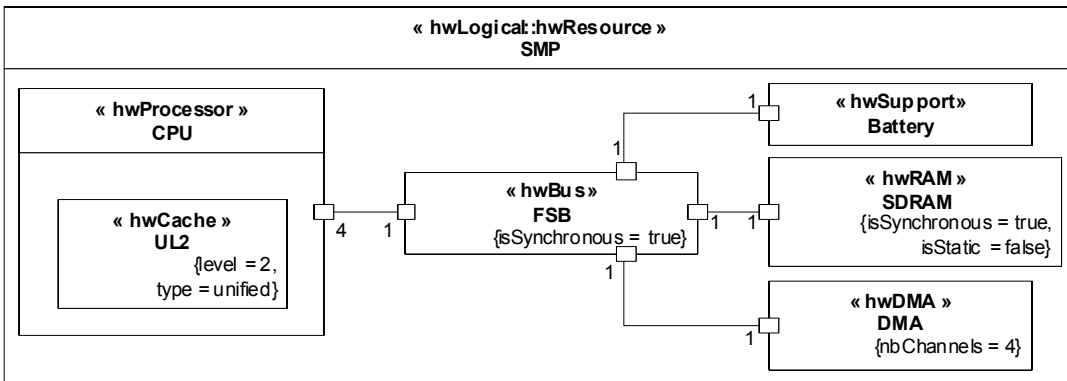 « hwLogical::hwResource»
SMP
« hwProcessor »
CPU
« hwCache »
UL2
{level = 2,
type = unified}
4
1
« hwBus»
FSB
{isSynchronous = true}
1
1
1
1
« hwSupport»
Battery
1
« hwRAM »
SDRAM
{isSynchronous = true,
isStatic = false}
1
« hwDMA »
DMA
{nbChannels = 4}
1